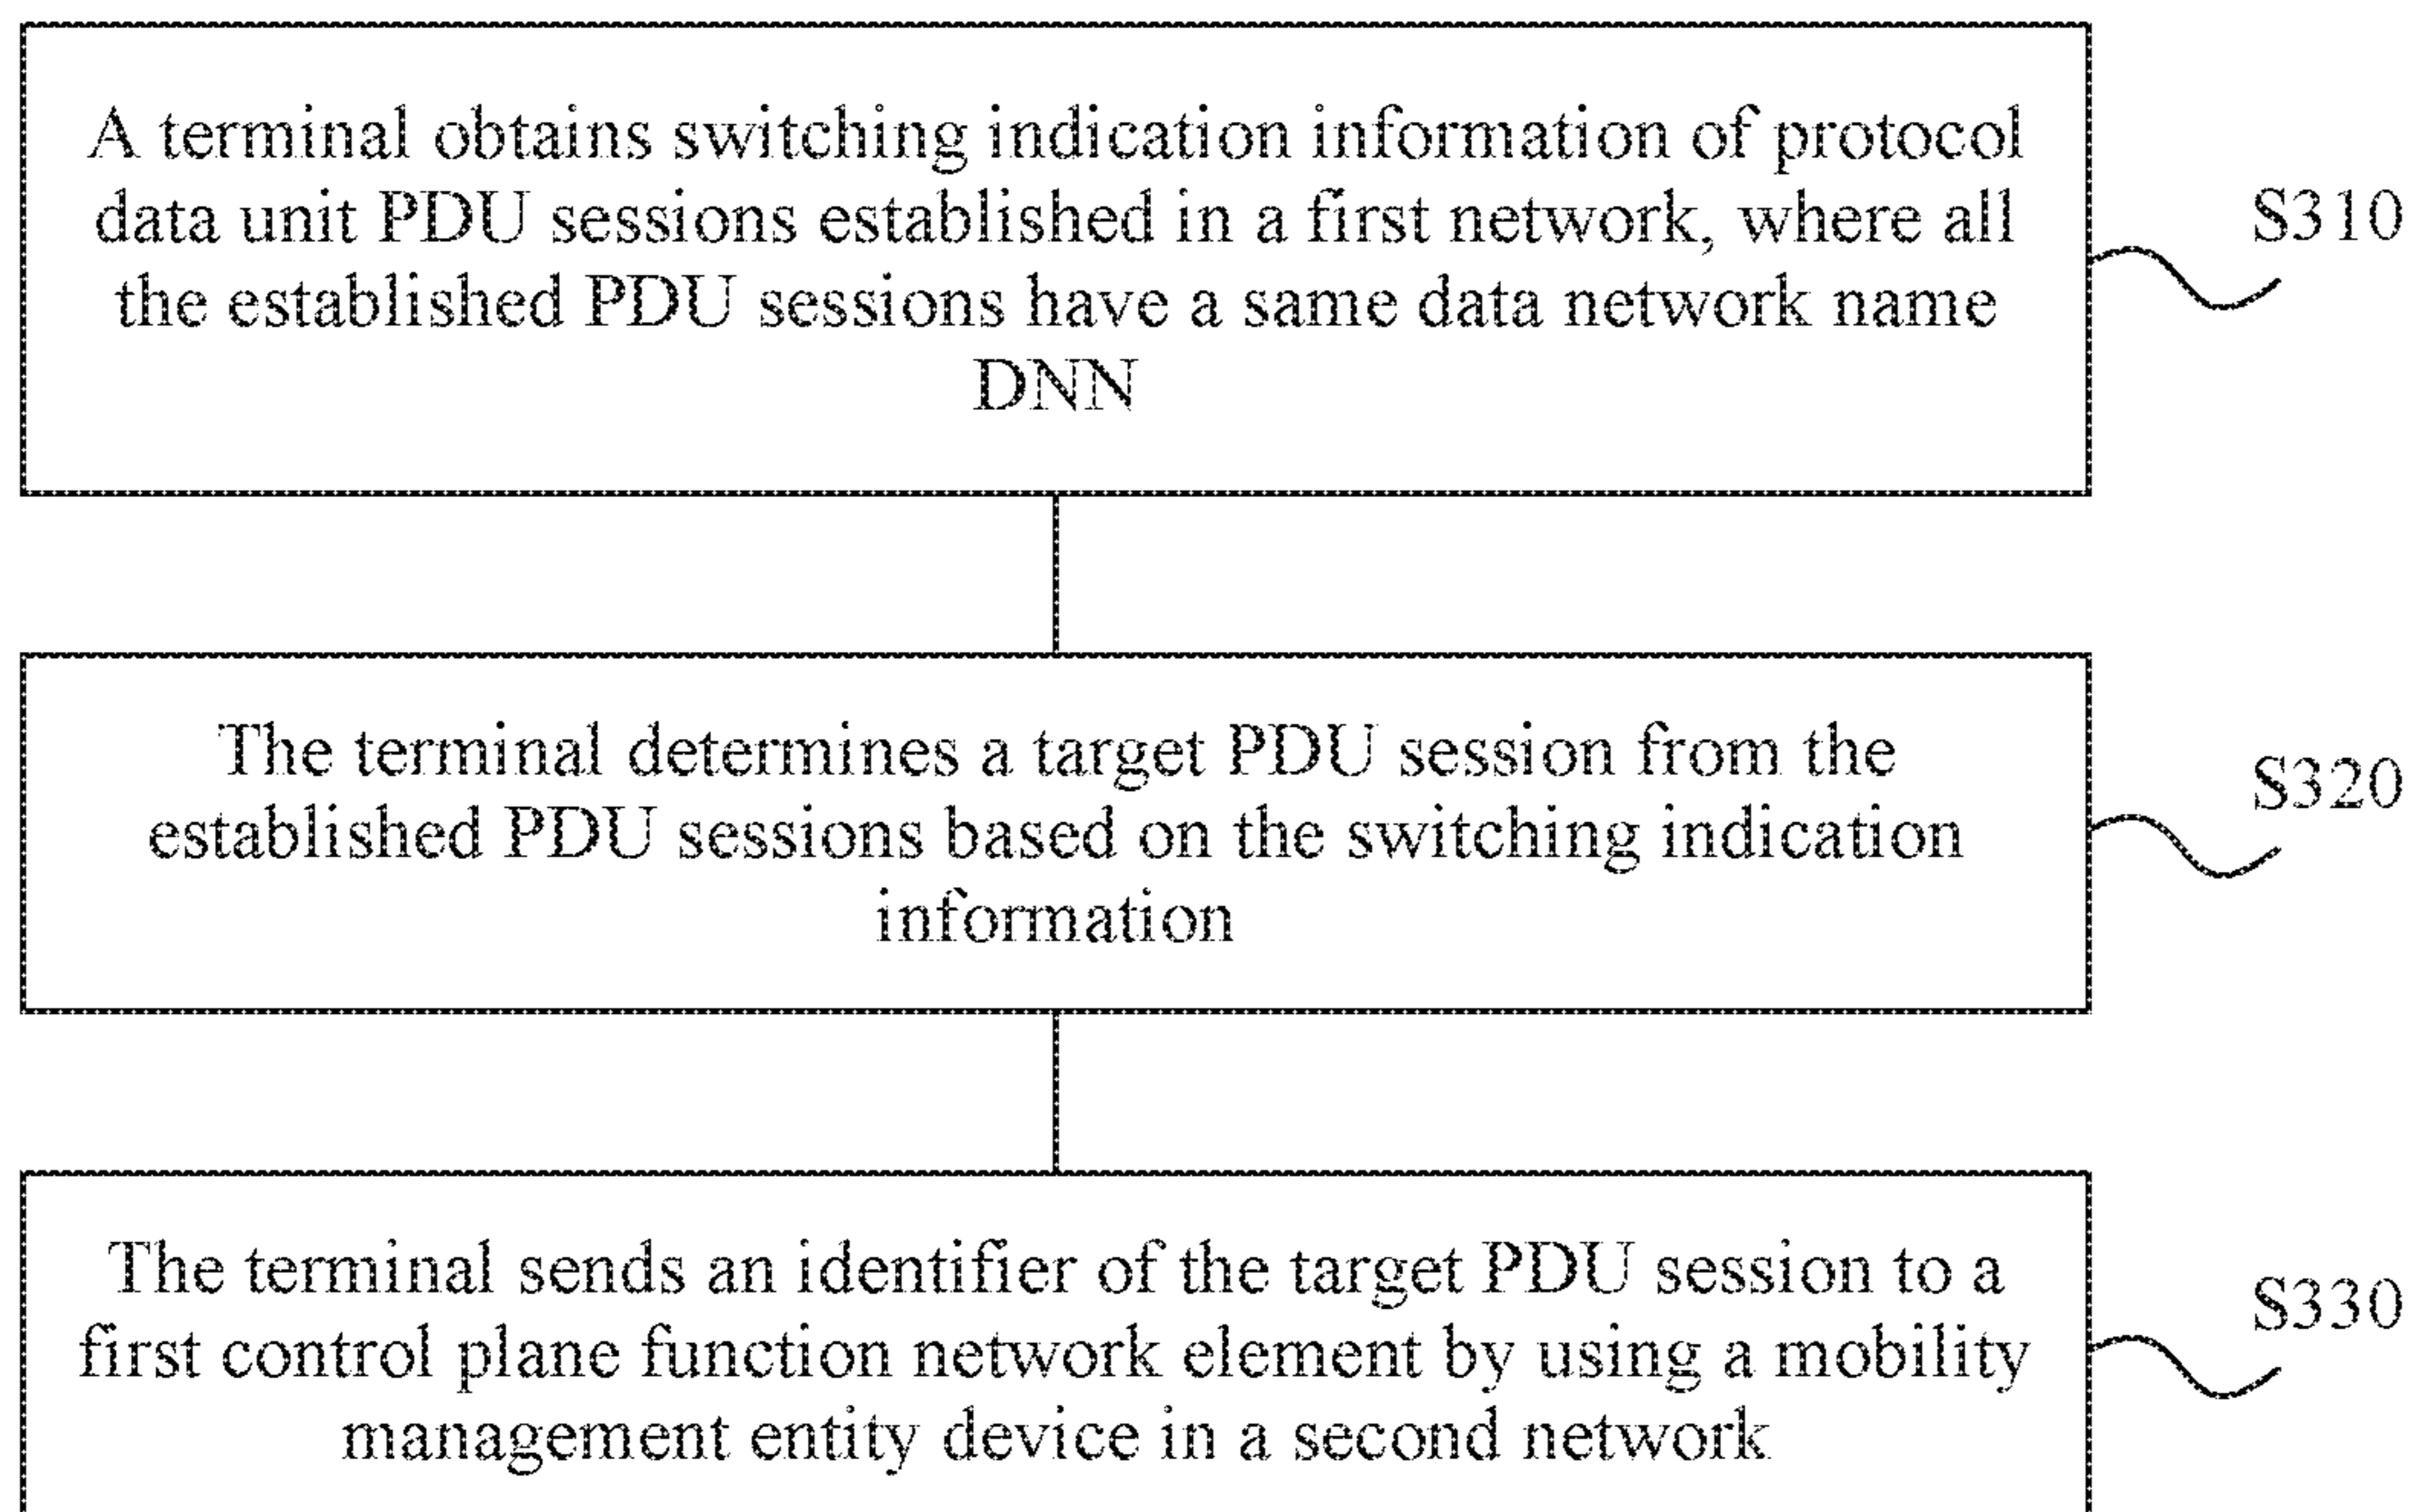 A terminal obtains switching indication information of protocol
data unit PDU sessions established in a first network, where all
the established PDU sessions have a same data network name
DNN
S310
The terminal determines a target PDU session from the
established PDU sessions based on the switching indication
information
S320
The terminal sends an identifier of the target PDU session to a
first control plane function network element by using a mobility
management entity device in a second network
S330